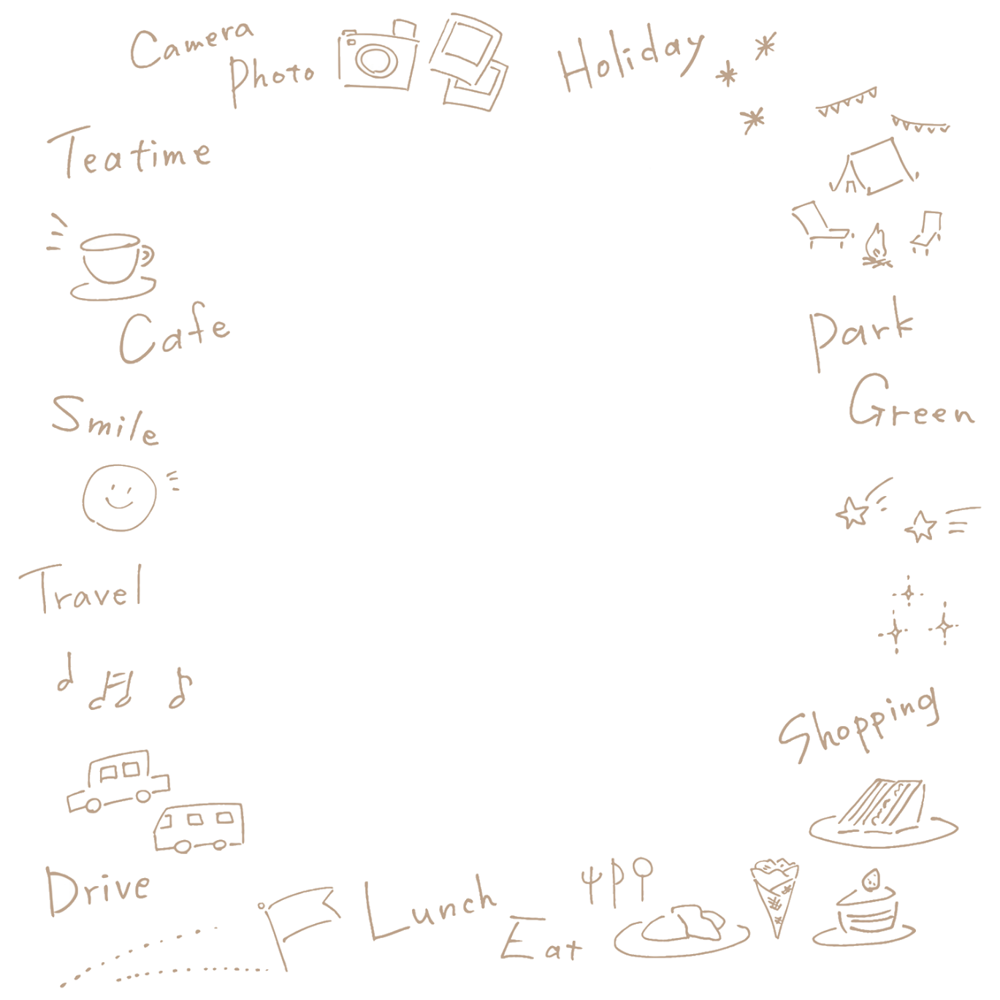 Camera
Photo
Holiday
Teatime
Cafe
Park
Smile
Green
Travel
Shopping
Drive
Lunch
Eat